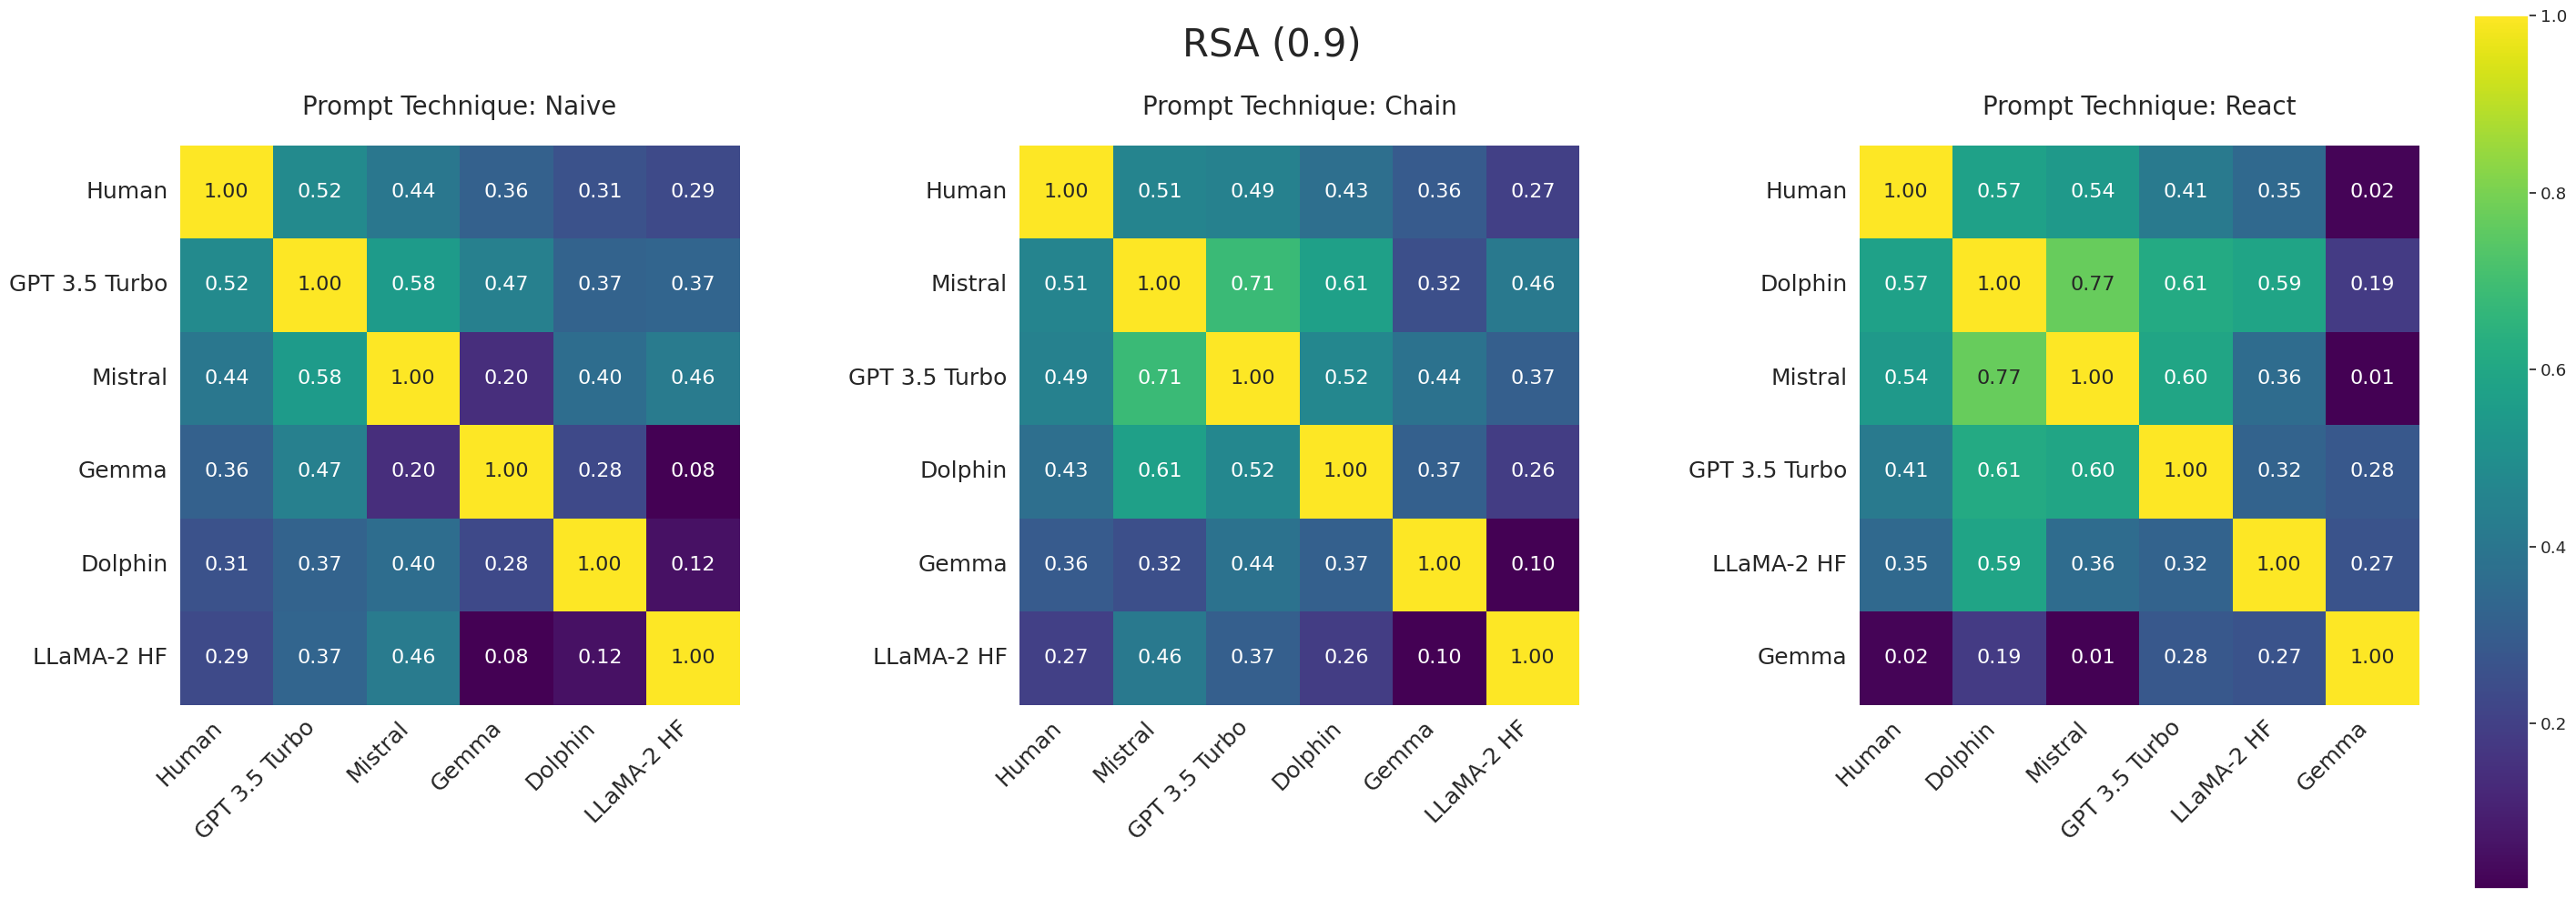 RSA (0.9)
Prompt Technique: Naive
Human 1.00 0.52 0.44 0.36 0.31 0.29
GPT 3.5 Turbo 0.52 1.00 0.58 0.47 0.37 0.37
Mistral 0.44 0.58 1.00 0.20 0.40 0.46
Gemma 0.36 0.47 0.20 1.00 0.28 0.08
Dolphin 0.31 0.37 0.40 0.28 1.00 0.12
LLaMA-2 HF 0.29 0.37 0.46 0.08 0.12 1.00
Human GPT 3.5 Turbo Mistral Gemma Dolphin LLaMA-2 HF
Prompt Technique: Chain
Human 1.00 0.51 0.49 0.43 0.36 0.27
Mistral 0.51 1.00 0.71 0.61 0.32 0.46
GPT 3.5 Turbo 0.49 0.71 1.00 0.52 0.44 0.37
Dolphin 0.43 0.61 0.52 1.00 0.37 0.26
Gemma 0.36 0.32 0.44 0.37 1.00 0.10
LLaMA-2 HF 0.27 0.46 0.37 0.26 0.10 1.00
Human Mistral GPT 3.5 Turbo Dolphin Gemma LLaMA-2 HF
Prompt Technique: React
Human 1.00 0.57 0.54 0.41 0.35 0.02
Dolphin 0.57 1.00 0.77 0.61 0.59 0.19
Mistral 0.54 0.77 1.00 0.60 0.36 0.01
GPT 3.5 Turbo 0.41 0.61 0.60 1.00 0.32 0.28
LLaMA-2 HF 0.35 0.59 0.36 0.32 1.00 0.27
Gemma 0.02 0.19 0.01 0.28 0.27 1.00
Human Dolphin Mistral GPT 3.5 Turbo LLaMA-2 HF Gemma
1.0
0.8
0.6
0.4
0.2